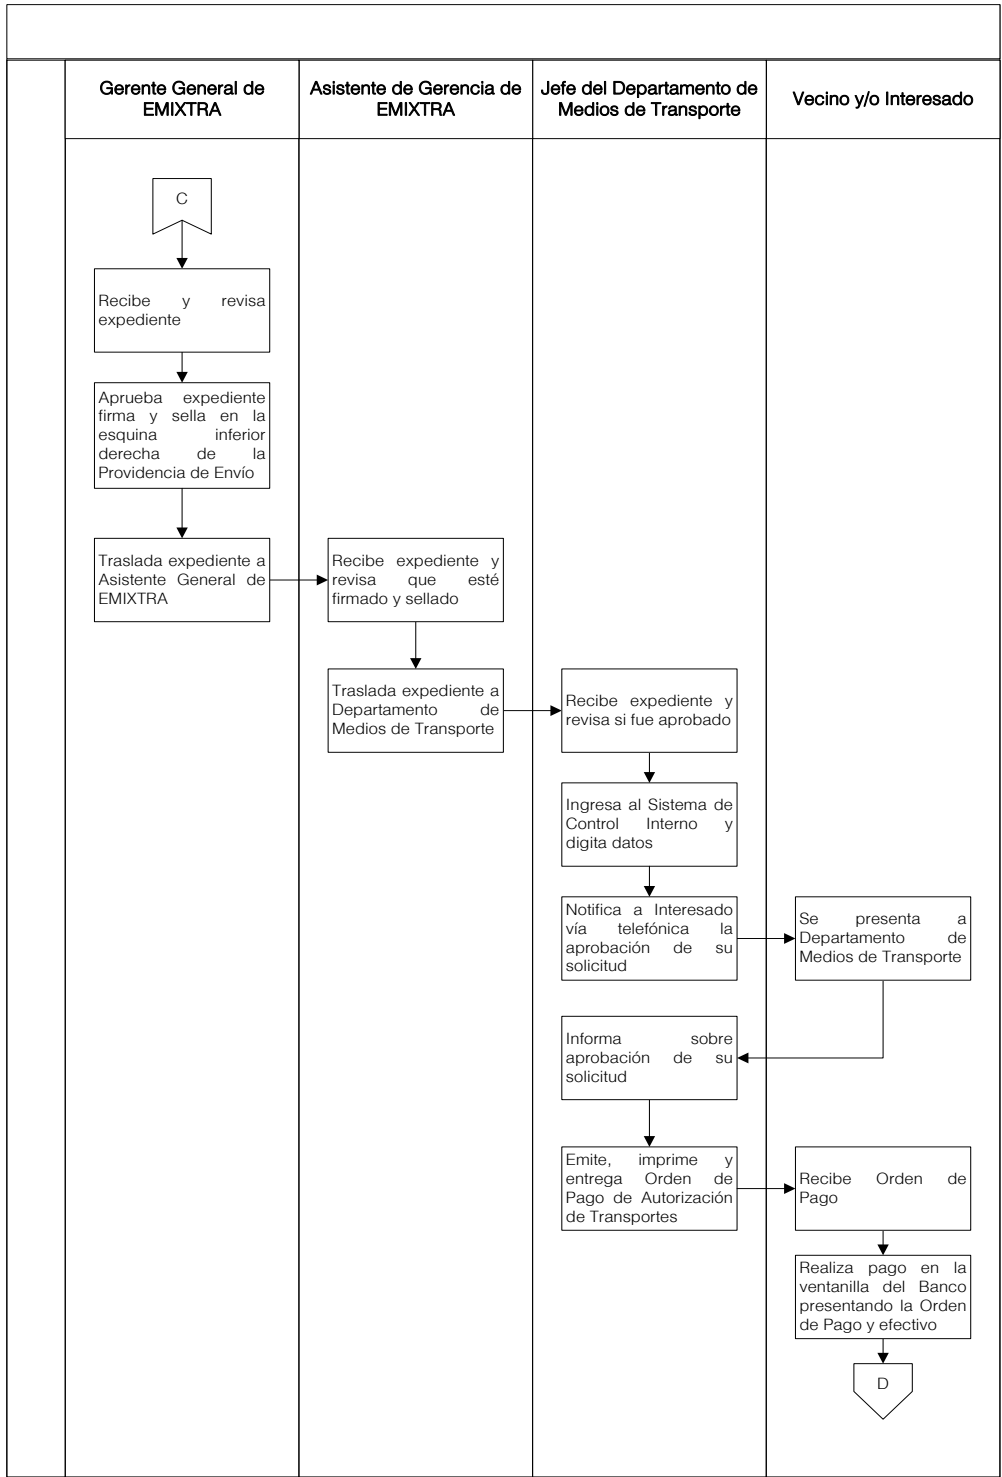 Gerente General de
EMIXTRA
Asistente de Gerencia de
EMIXTRA
Jefe del Departamento de
Medios de Transporte
Vecino y/o Interesado
C
Recibe y revisa
expediente
Aprueba expediente
firma y sella en la
esquina inferior
derecha de la
Providencia de Envío
Traslada expediente a
Asistente General de
EMIXTRA
Recibe expediente y
revisa que esté
firmado y sellado
Traslada expediente a
Departamento de
Medios de Transporte
Recibe expediente y
revisa si fue aprobado
Ingresa al Sistema de
Control Interno y
digita datos
Notifica a Interesado
vía telefónica la
aprobación de su
solicitud
Se presenta a
Departamento de
Medios de Transporte
Informa sobre
aprobación de su
solicitud
Emite, imprime y
entrega Orden de
Pago de Autorización
de Transportes
Recibe Orden de
Pago
Realiza pago en la
ventanilla del Banco
presentando la Orden
de Pago y efectivo
D